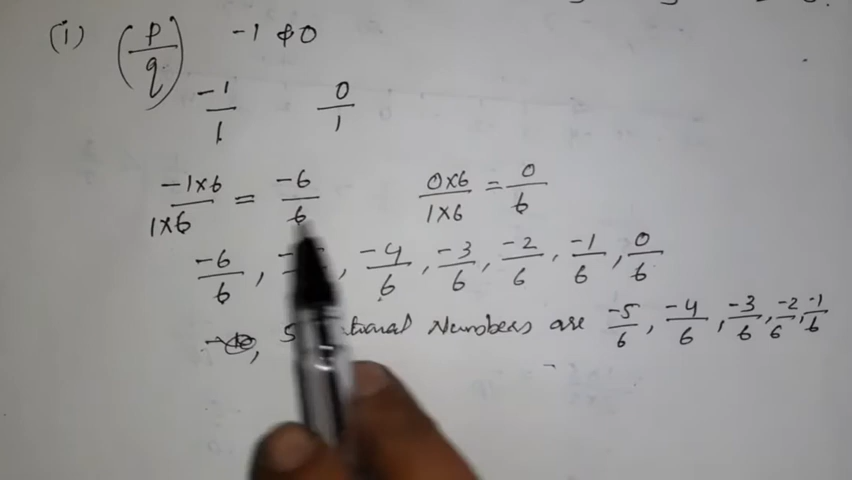 (i) (p/q) -1 & 0
-1/1 0/1
-1×6/1×6 = -6/6 0×6/1×6 = 0/6
-6/6, , -4/6, -3/6, -2/6, -1/6, 0/6
, 5 Numbers are -5/6, -4/6, -3/6, -2/6, -1/6